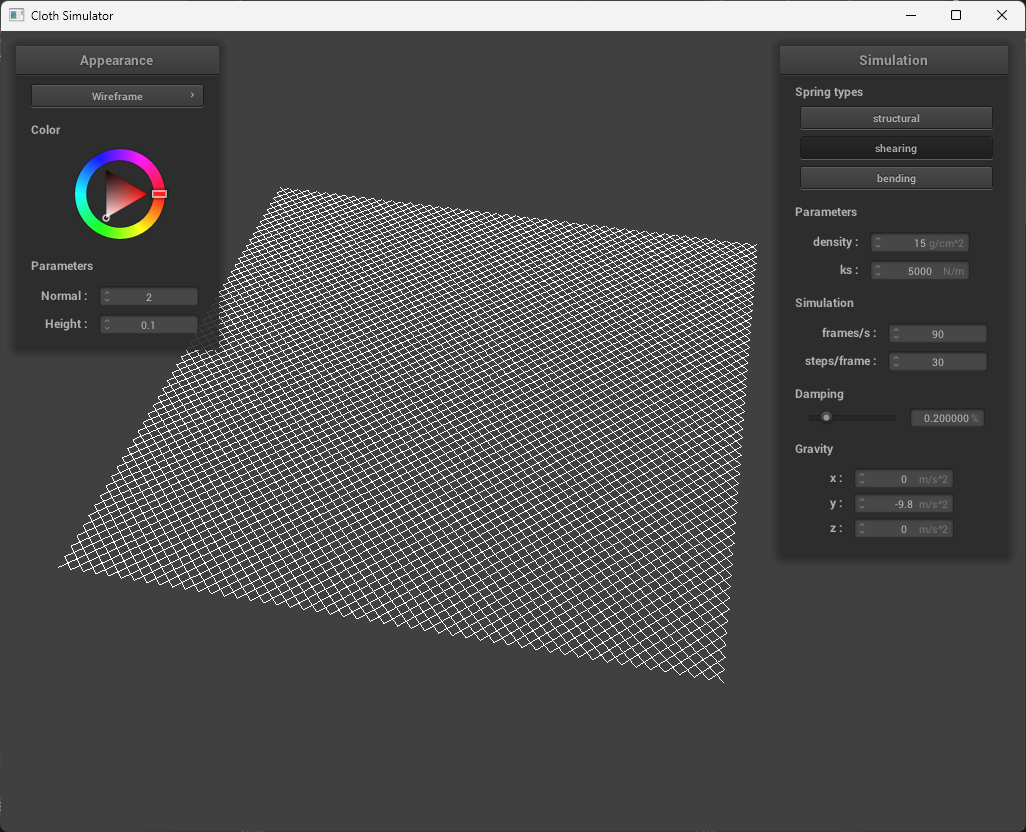 Cloth Simulator
Appearance
Wireframe
Color
Parameters
Normal : 2
Height : 0.1
Simulation
Spring types
structural
shearing
bending
Parameters
density : 15 g/cm^2
ks : 5000 N/m
Simulation
frames/s : 90
steps/frame : 30
Damping
0.200000 %
Gravity
x : 0 m/s^2
y : -9.8 m/s^2
z : 0 m/s^2